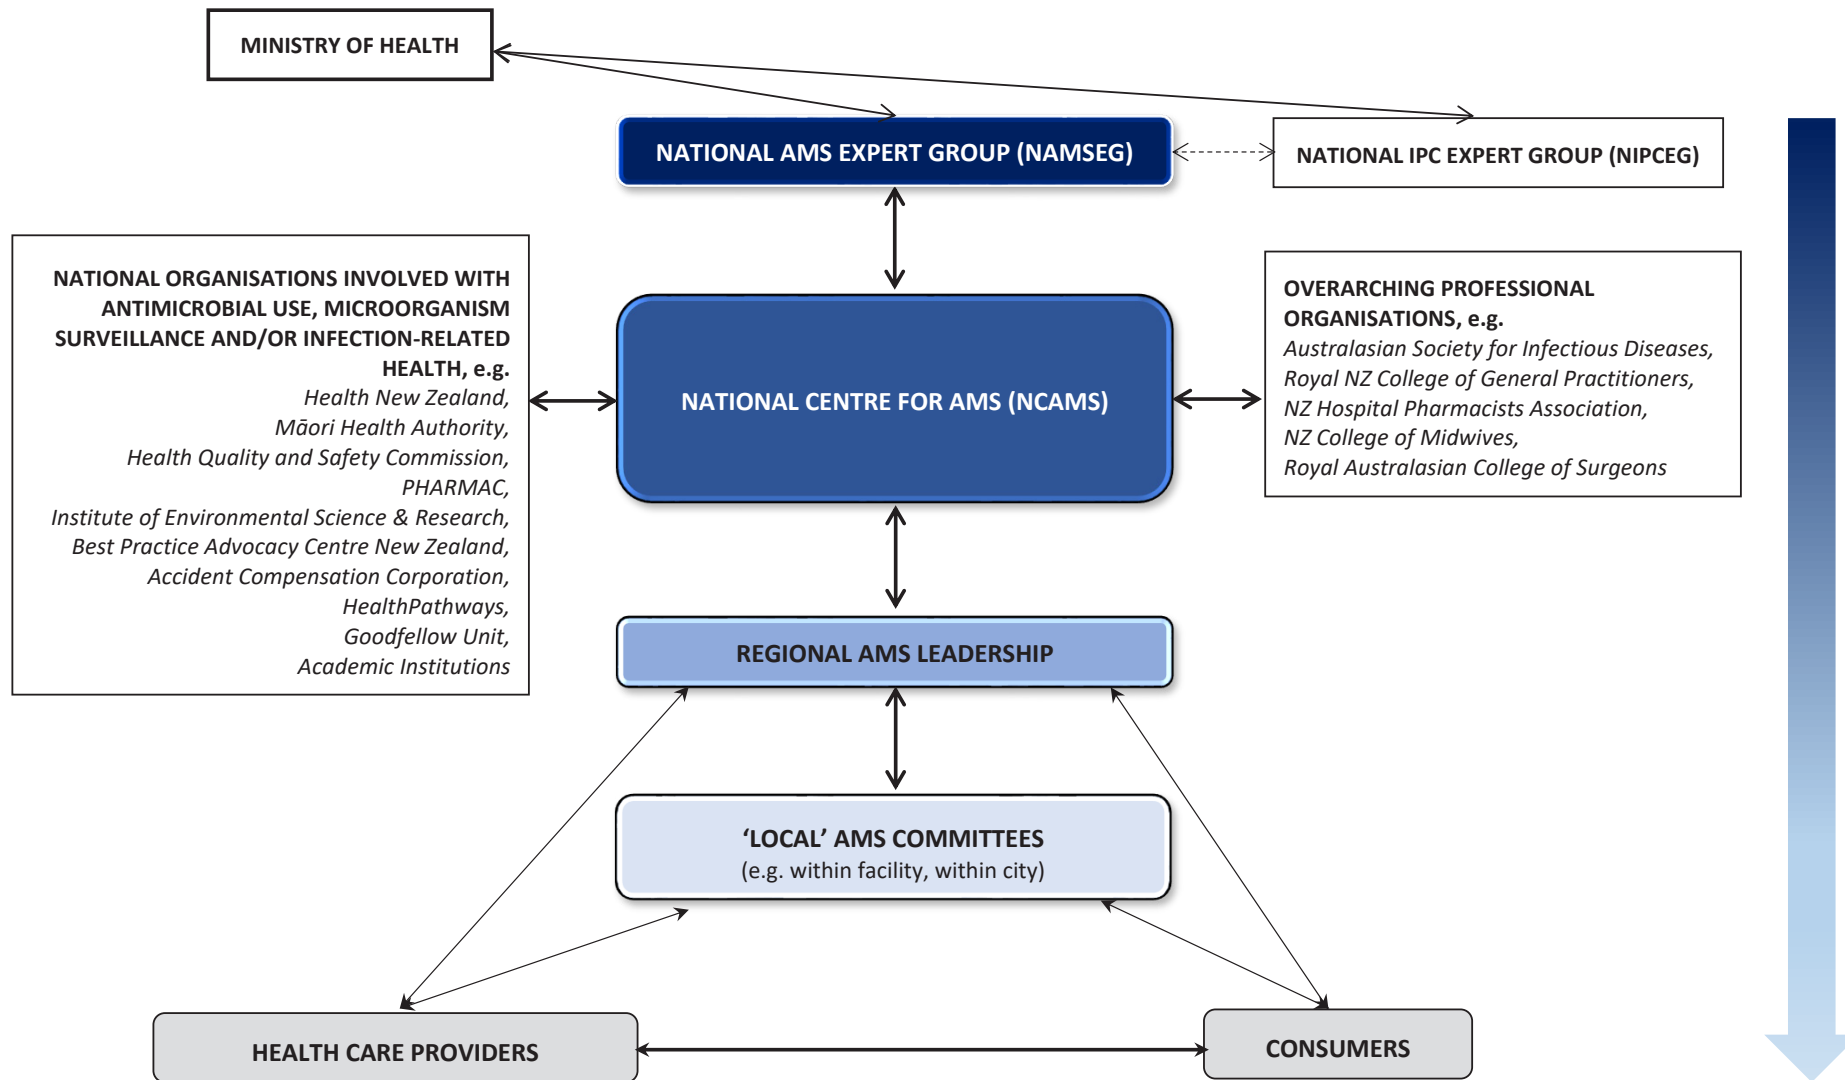 MINISTRY OF HEALTH
NATIONAL AMS EXPERT GROUP (NAMSEG)
NATIONAL IPC EXPERT GROUP (NIPCEG)
NATIONAL ORGANISATIONS INVOLVED WITH
ANTIMICROBIAL USE, MICROORGANISM
SURVEILLANCE AND/OR INFECTION-RELATED
HEALTH, e.g.
Health New Zealand,
Māori Health Authority,
Health Quality and Safety Commission,
PHARMAC,
Institute of Environmental Science & Research,
Best Practice Advocacy Centre New Zealand,
Accident Compensation Corporation,
HealthPathways,
Goodfellow Unit,
Academic Institutions
NATIONAL CENTRE FOR AMS (NCAMS)
OVERARCHING PROFESSIONAL
ORGANISATIONS, e.g.
Australasian Society for Infectious Diseases,
Royal NZ College of General Practitioners,
NZ Hospital Pharmacists Association,
NZ College of Midwives,
Royal Australasian College of Surgeons
REGIONAL AMS LEADERSHIP
‘LOCAL’ AMS COMMITTEES
(e.g. within facility, within city)
HEALTH CARE PROVIDERS
CONSUMERS